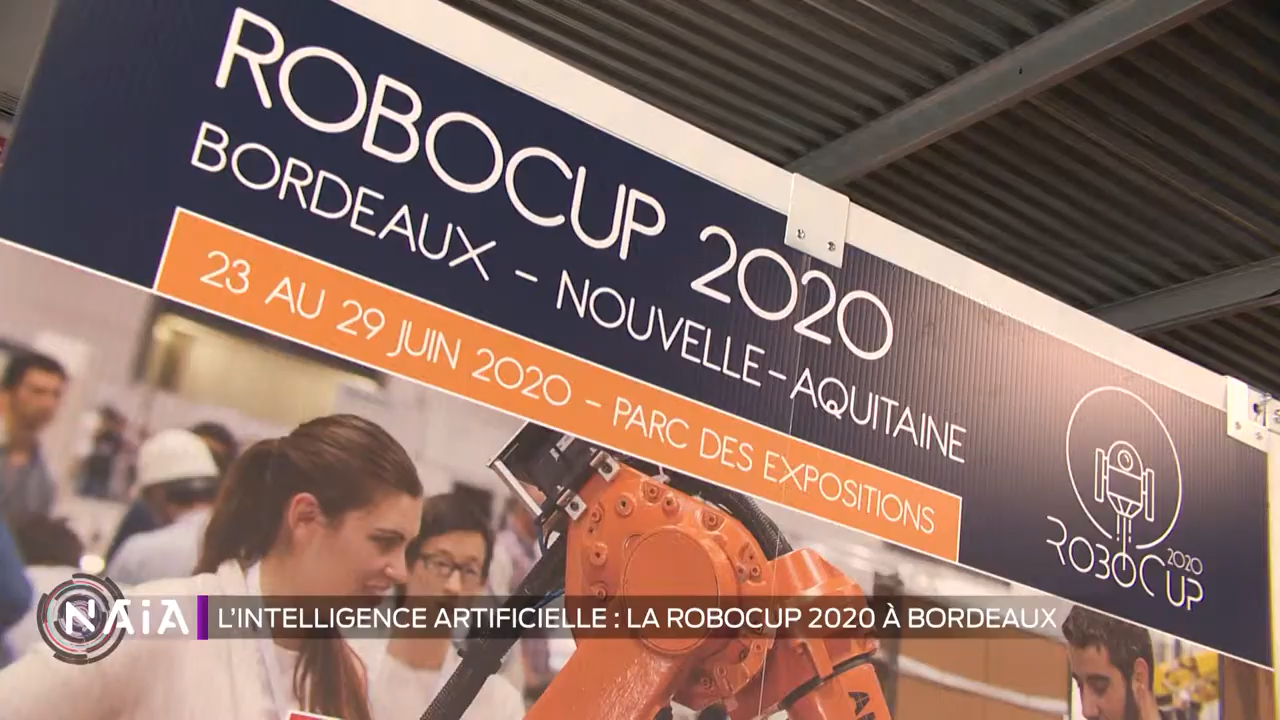 ROBOCUP 2020
BORDEAUX - NOUVELLE-AQUITAINE
23 AU 29 JUIN 2020 - PARC DES EXPOSITIONS
2020
ROBOCUP
NAiA
L'INTELLIGENCE ARTIFICIELLE : LA ROBOCUP 2020 À BORDEAUX